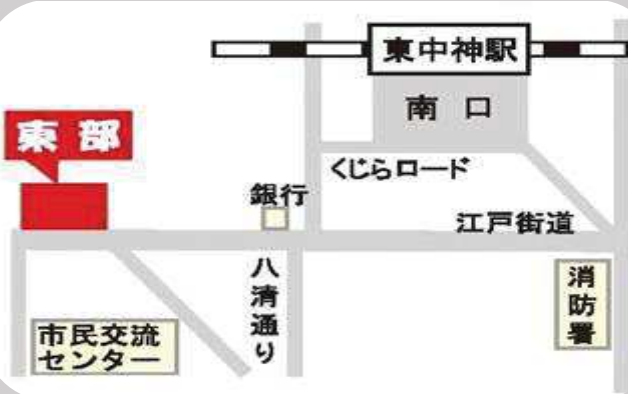 東中神駅
南口
東部
くじらロード
銀行
江戸街道
八清通り
消防署
市民交流
センター